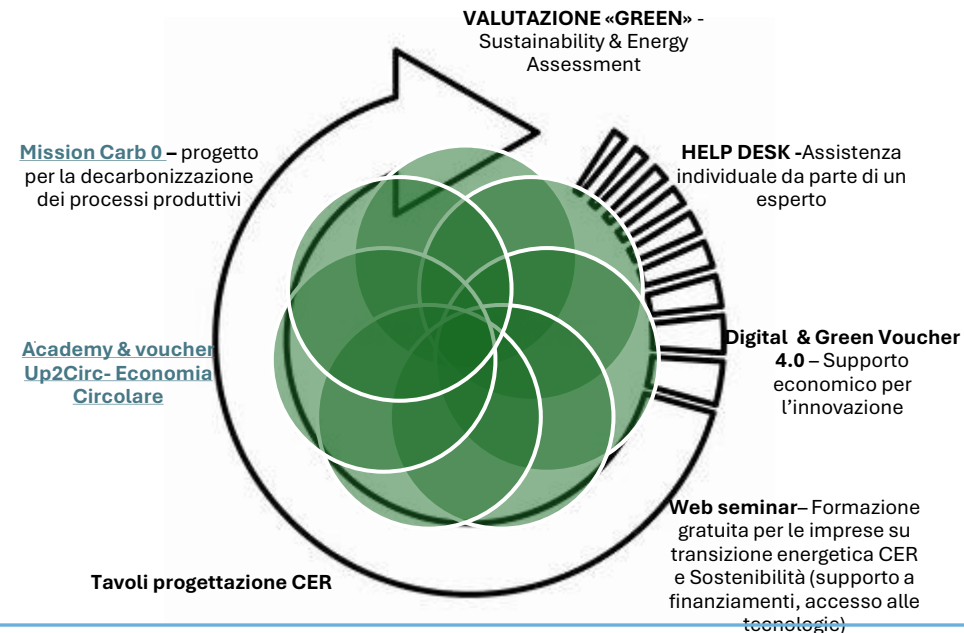 VALUTAZIONE «GREEN» -
Sustainability & Energy
Assessment
HELP DESK -Assistenza
individuale da parte di un
esperto
Digital & Green Voucher
4.0 – Supporto
economico per
l’innovazione
Web seminar– Formazione
gratuita per le imprese su
transizione energetica CER
e Sostenibilità (supporto a
finanziamenti, accesso alle
tecnologie)
Tavoli progettazione CER
Academy & voucher
Up2Circ- Economia
Circolare
Mission Carb 0 – progetto
per la decarbonizzazione
dei processi produttivi